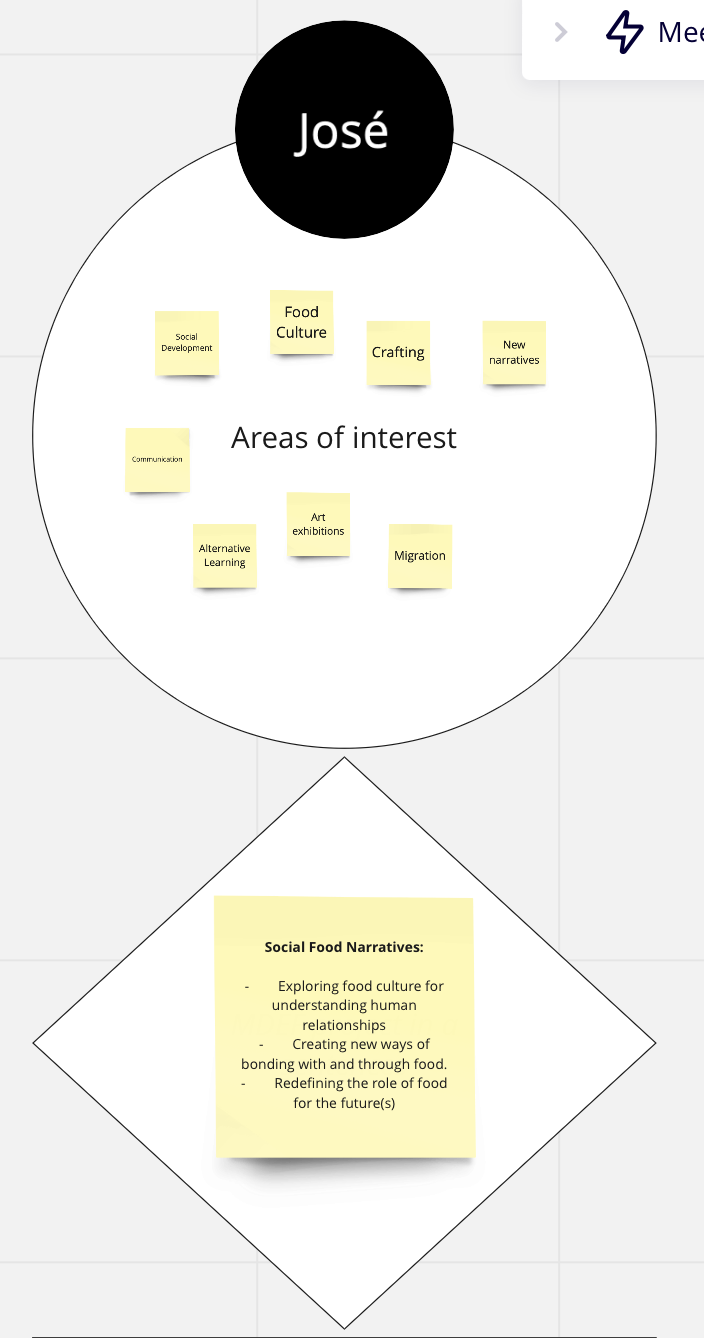 Mee
José
Social
Development
Food
Culture
Crafting
New
narratives
Areas of interest
Communication
Alternative
Learning
Art
exhibitions
Migration
Social Food Narratives:
- Exploring food culture for
understanding human
relationships
- Creating new ways of
bonding with and through food.
- Redefining the role of food
for the future(s)